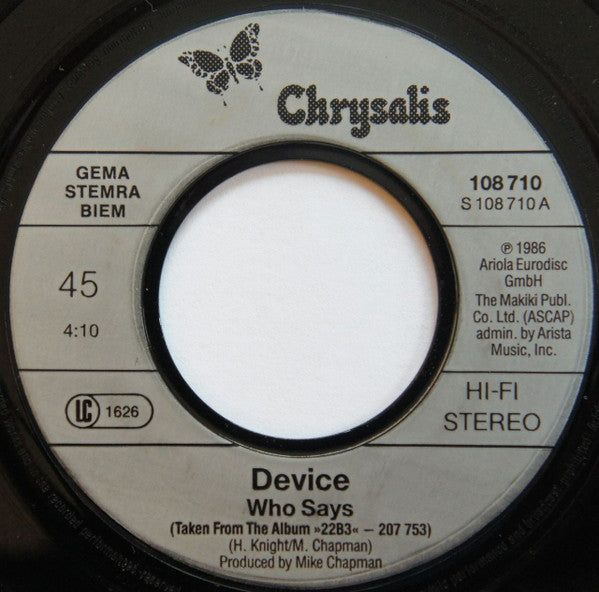 Chrysalis
GEMA
STEMRA
BIEM
108 710
S 108 710 A
45
4:10
℗ 1986
Ariola Eurodisc
GmbH
The Makiki Publ.
Co. Ltd. (ASCAP)
admin. by Arista
Music, Inc.
LC 1626
HI-FI
STEREO
Device
Who Says
(Taken From The Album »22B3« – 207 753)
(H. Knight/M. Chapman)
Produced by Mike Chapman